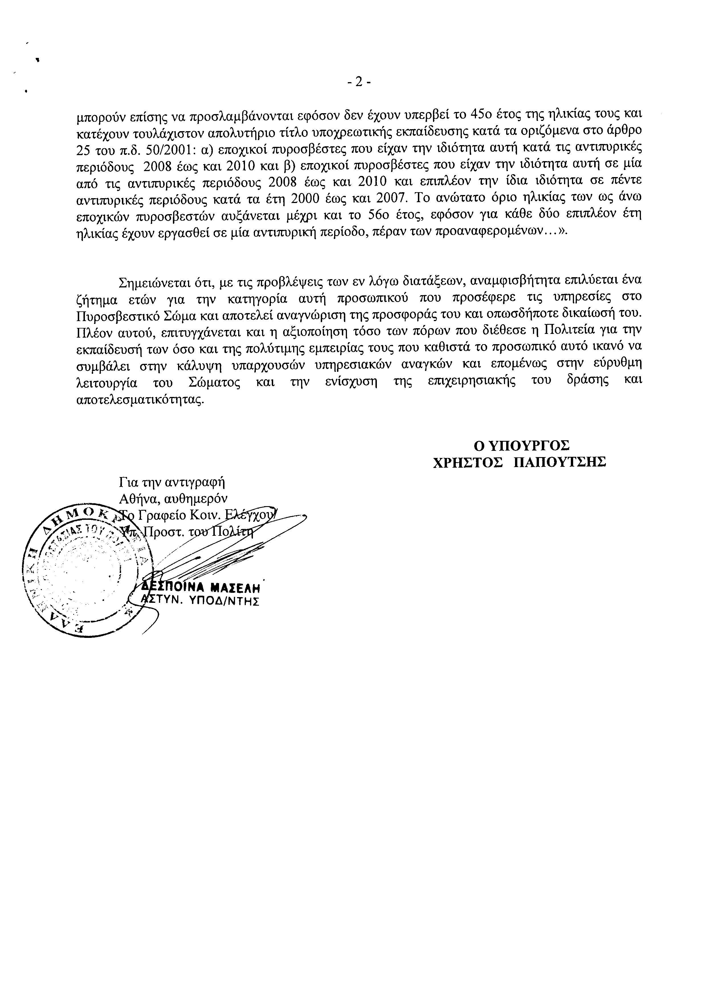 - 2 -
μπορούν επίσης να προσλαμβάνονται εφόσον δεν έχουν υπερβεί το 45ο έτος της ηλικίας τους και
κατέχουν τουλάχιστον απολυτήριο τίτλο υποχρεωτικής εκπαίδευσης κατά τα οριζόμενα στο άρθρο
25 του π.δ. 50/2001: α) εποχικοί πυροσβέστες που είχαν την ιδιότητα αυτή κατά τις αντιπυρικές
περιόδους 2008 έως και 2010 και β) εποχικοί πυροσβέστες που είχαν την ιδιότητα αυτή σε μία
από τις αντιπυρικές περιόδους 2008 έως και 2010 και επιπλέον την ίδια ιδιότητα σε πέντε
αντιπυρικές περιόδους κατά τα έτη 2000 έως και 2007. Το ανώτατο όριο ηλικίας των ως άνω
εποχικών πυροσβεστών αυξάνεται μέχρι και το 56ο έτος, εφόσον για κάθε δύο επιπλέον έτη
ηλικίας έχουν εργασθεί σε μία αντιπυρική περίοδο, πέραν των προαναφερομένων…».
Σημειώνεται ότι, με τις προβλέψεις των εν λόγω διατάξεων, αναμφισβήτητα επιλύεται ένα
ζήτημα ετών για την κατηγορία αυτή προσωπικού που προσέφερε τις υπηρεσίες στο
Πυροσβεστικό Σώμα και αποτελεί αναγνώριση της προσφοράς του και οπωσδήποτε δικαίωσή του.
Πλέον αυτού, επιτυγχάνεται και η αξιοποίηση τόσο των πόρων που διέθεσε η Πολιτεία για την
εκπαίδευσή των όσο και της πολύτιμης εμπειρίας τους που καθιστά το προσωπικό αυτό ικανό να
συμβάλει στην κάλυψη υπαρχουσών υπηρεσιακών αναγκών και επομένως στην εύρυθμη
λειτουργία του Σώματος και την ενίσχυση της επιχειρησιακής του δράσης και
αποτελεσματικότητας.
Ο ΥΠΟΥΡΓΟΣ
ΧΡΗΣΤΟΣ ΠΑΠΟΥΤΣΗΣ
Για την αντιγραφή
Αθήνα, αυθημερόν
Το Γραφείο Κοιν. Ελέγχου
Υπ. Προστ. του Πολίτη
ΕΛΛΗΝΙΚΗ ΔΗΜΟΚΡΑΤΙΑ
ΔΕΣΠΟΙΝΑ ΜΑΣΕΛΗ
ΑΣΤΥΝ. ΥΠΟΔ/ΝΤΗΣ